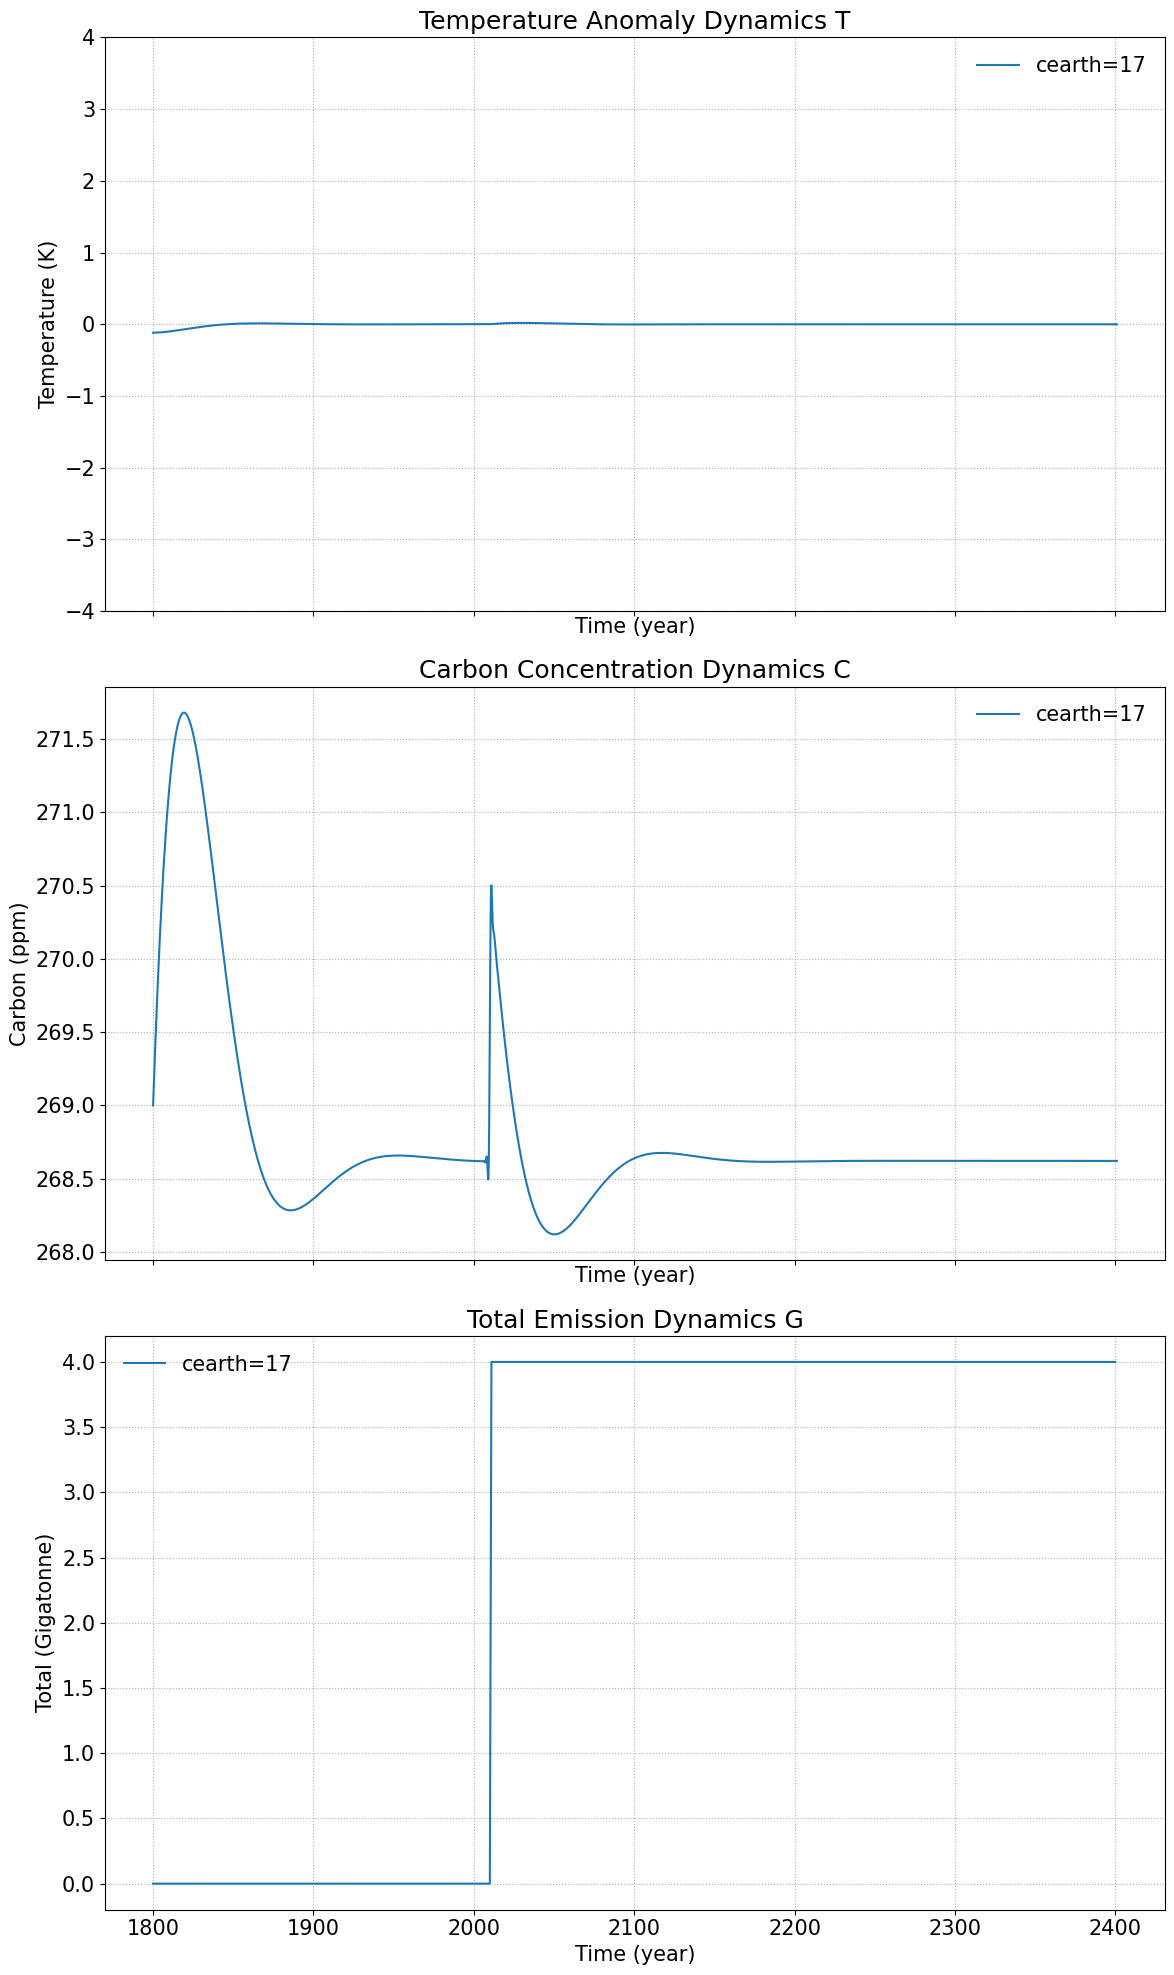 Temperature Anomaly Dynamics T
4
3
2
1
0
−1
−2
−3
−4
Temperature (K)
cearth=17
Time (year)
Carbon Concentration Dynamics C
271.5
271.0
270.5
270.0
269.5
269.0
268.5
268.0
Carbon (ppm)
cearth=17
Time (year)
Total Emission Dynamics G
4.0
3.5
3.0
2.5
2.0
1.5
1.0
0.5
0.0
Total (Gigatonne)
cearth=17
1800 1900 2000 2100 2200 2300 2400
Time (year)